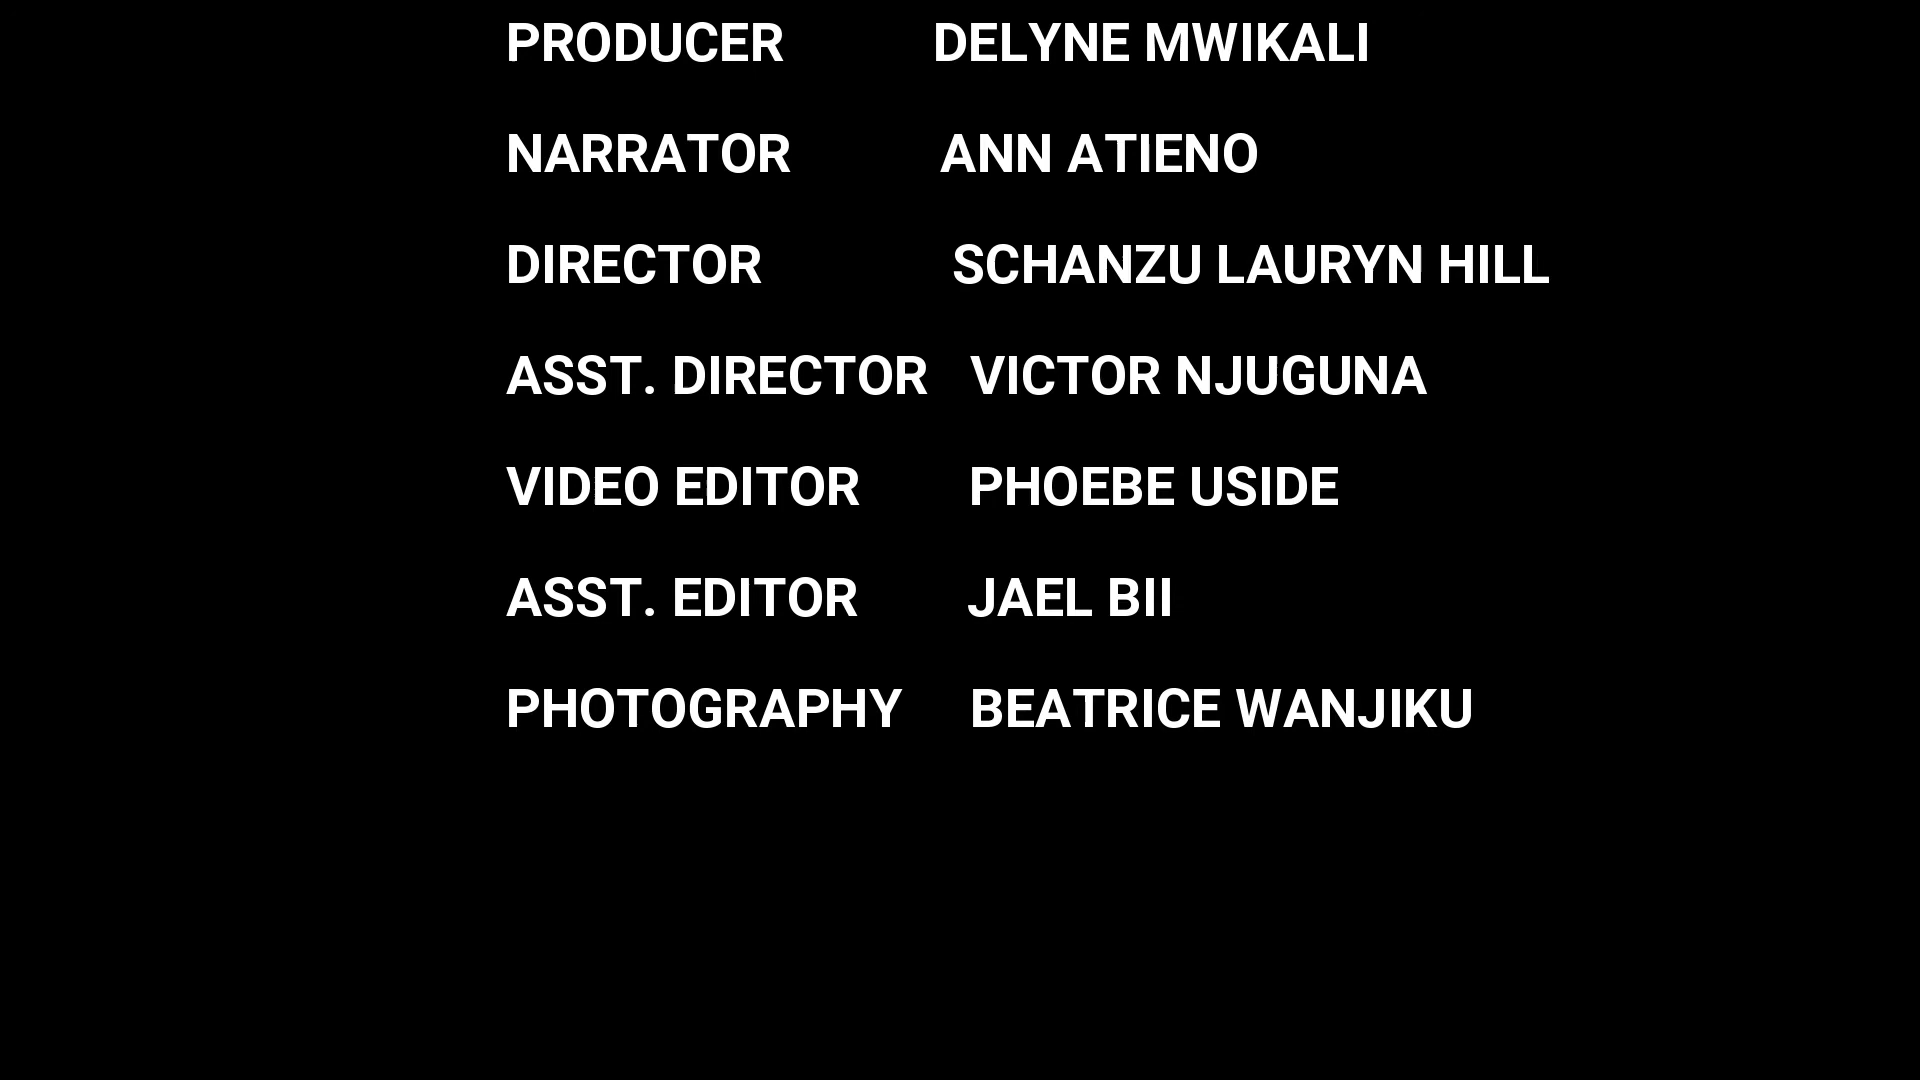 PRODUCER DELYNE MWIKALI
NARRATOR ANN ATIENO
DIRECTOR SCHANZU LAURYN HILL
ASST. DIRECTOR VICTOR NJUGUNA
VIDEO EDITOR PHOEBE USIDE
ASST. EDITOR JAEL BII
PHOTOGRAPHY BEATRICE WANJIKU